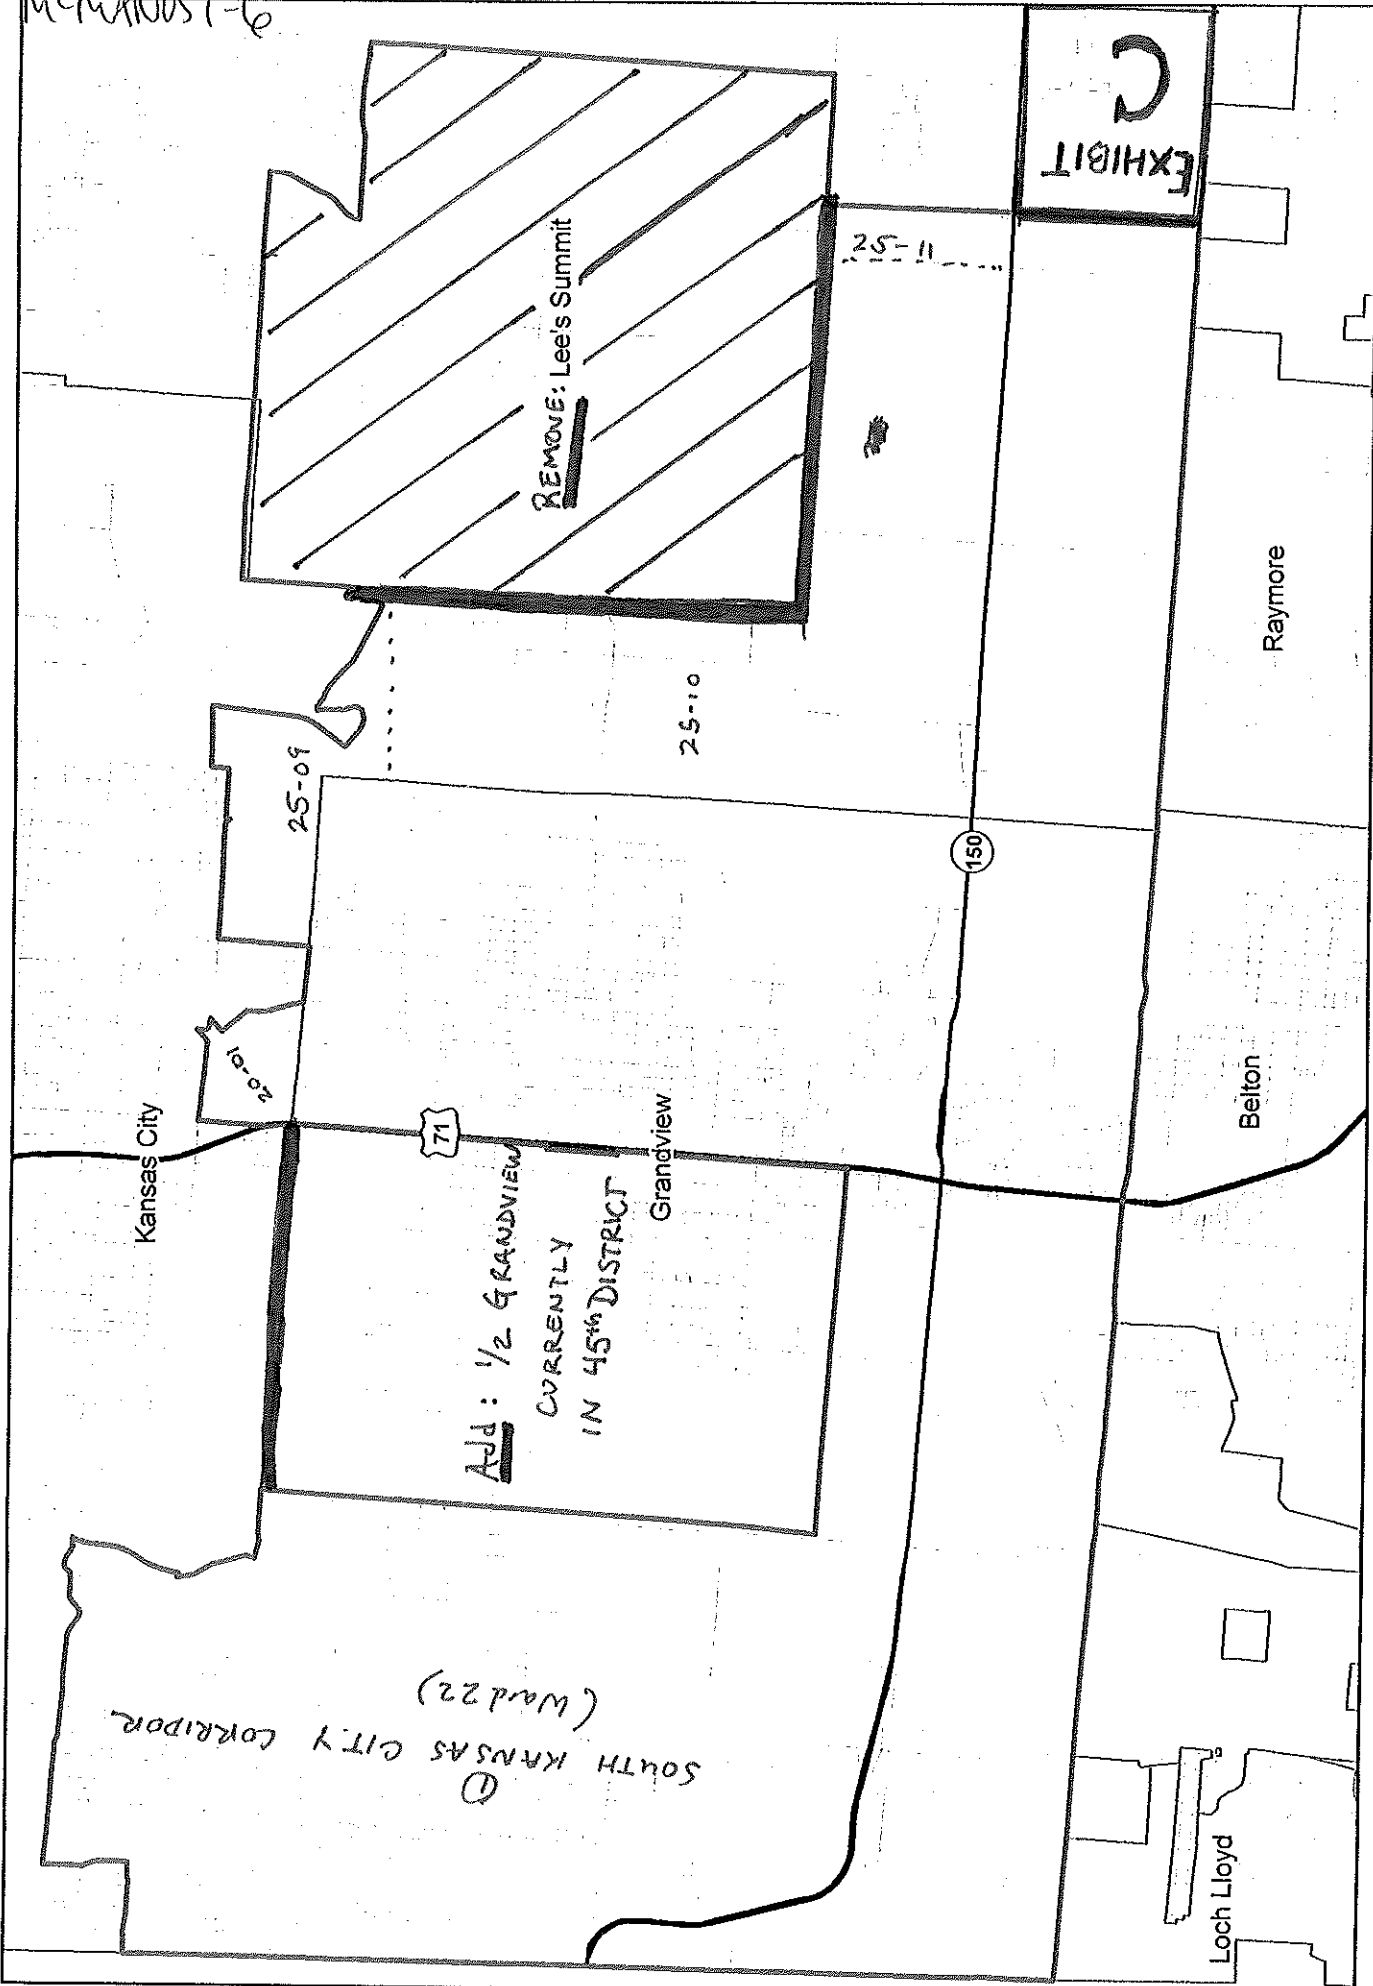 McMANUS 1-6
EXHIBIT
C
REMOVE: Lee's Summit
25-11
25-09
25-10
20-01
Kansas City
71
Add: 1/2 GRANDVIEW
CURRENTLY
IN 45th DISTRICT
Grandview
150
Raymore
Belton
① 
SOUTH KANSAS CITY CORRIDOR
(Ward 22)
Loch Lloyd